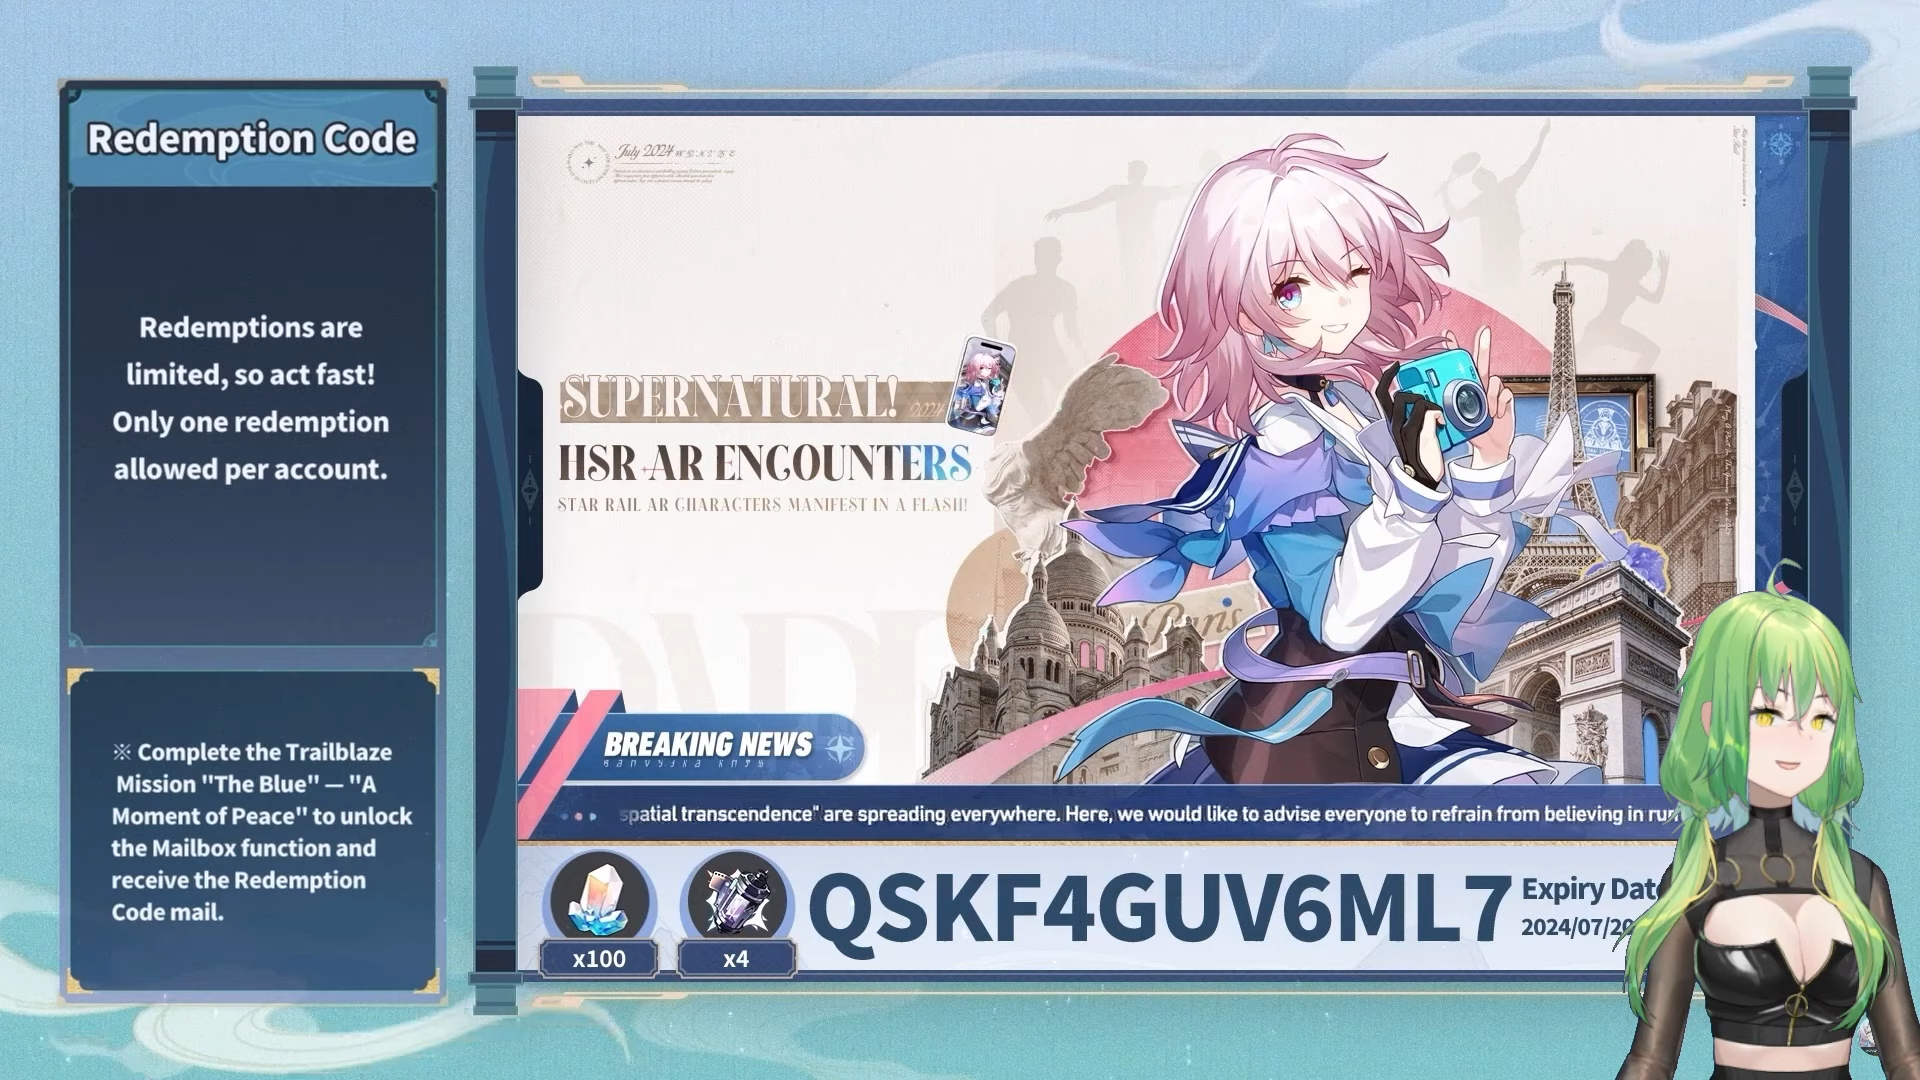 Redemption Code
Redemptions are
limited, so act fast!
Only one redemption
allowed per account.
※ Complete the Trailblaze
Mission "The Blue" — "A
Moment of Peace" to unlock
the Mailbox function and
receive the Redemption
Code mail.
July 2024
SUPERNATURAL! 2024
HSR AR ENCOUNTERS
STAR RAIL AR CHARACTERS MANIFEST IN A FLASH!
Paris
BREAKING NEWS
spatial transcendence" are spreading everywhere. Here, we would like to advise everyone to refrain from believing in
x100
x4
QSKF4GUV6ML7
Expiry Date
2024/07/20